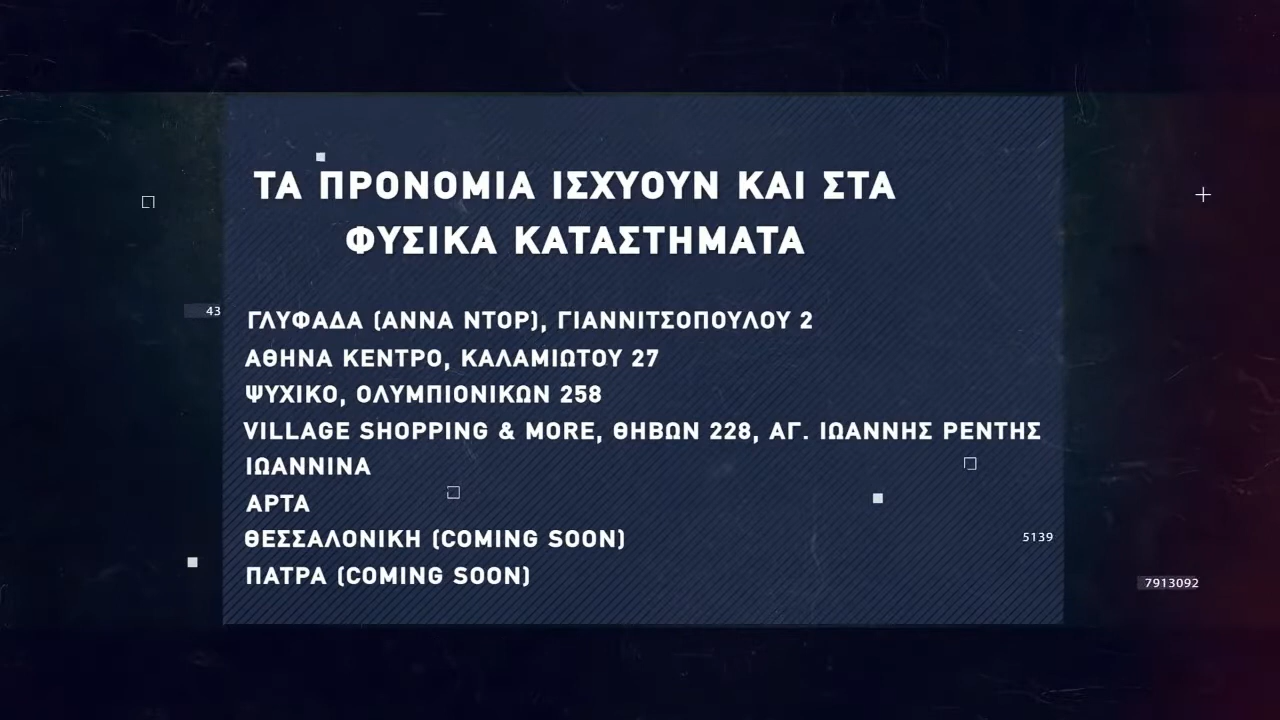 ΤΑ ΠΡΟΝΟΜΙΑ ΙΣΧΥΟΥΝ ΚΑΙ ΣΤΑ
ΦΥΣΙΚΑ ΚΑΤΑΣΤΗΜΑΤΑ
43
ΓΛΥΦΑΔΑ (ΑΝΝΑ ΝΤΟΡ), ΓΙΑΝΝΙΤΣΟΠΟΥΛΟΥ 2
ΑΘΗΝΑ ΚΕΝΤΡΟ, ΚΑΛΑΜΙΩΤΟΥ 27
ΨΥΧΙΚΟ, ΟΛΥΜΠΙΟΝΙΚΩΝ 258
VILLAGE SHOPPING & MORE, ΘΗΒΩΝ 228, ΑΓ. ΙΩΑΝΝΗΣ ΡΕΝΤΗΣ
ΙΩΑΝΝΙΝΑ
ΑΡΤΑ
ΘΕΣΣΑΛΟΝΙΚΗ (COMING SOON)
5139
ΠΑΤΡΑ (COMING SOON)
7913092